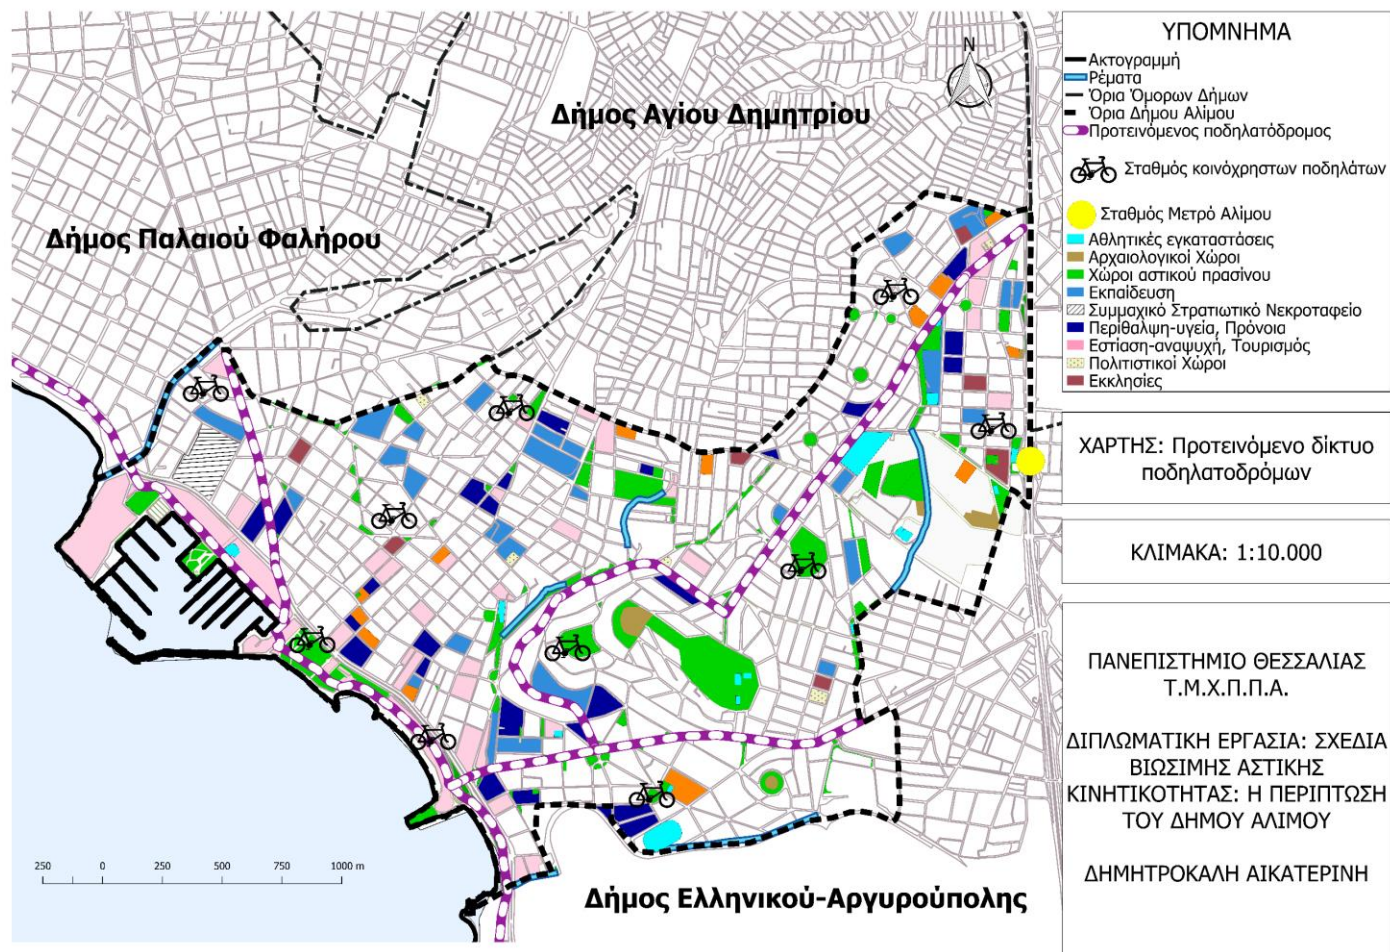 Δήμος Αγίου Δημητρίου
Δήμος Παλαιού Φαλήρου
Δήμος Ελληνικού-Αργυρούπολης
N
250 0 250 500 750 1000 m
ΥΠΟΜΝΗΜΑ
Ακτογραμμή
Ρέματα
Όρια Όμορων Δήμων
Όρια Δήμου Αλίμου
Προτεινόμενος ποδηλατόδρομος
Σταθμός κοινόχρηστων ποδηλάτων
Σταθμός Μετρό Αλίμου
Αθλητικές εγκαταστάσεις
Αρχαιολογικοί Χώροι
Χώροι αστικού πρασίνου
Εκπαίδευση
Συμμαχικό Στρατιωτικό Νεκροταφείο
Περίθαλψη-υγεία, Πρόνοια
Εστίαση-αναψυχή, Τουρισμός
Πολιτιστικοί Χώροι
Εκκλησίες
ΧΑΡΤΗΣ: Προτεινόμενο δίκτυο
ποδηλατοδρόμων
ΚΛΙΜΑΚΑ: 1:10.000
ΠΑΝΕΠΙΣΤΗΜΙΟ ΘΕΣΣΑΛΙΑΣ
Τ.Μ.Χ.Π.Π.Α.
ΔΙΠΛΩΜΑΤΙΚΗ ΕΡΓΑΣΙΑ: ΣΧΕΔΙΑ
ΒΙΩΣΙΜΗΣ ΑΣΤΙΚΗΣ
ΚΙΝΗΤΙΚΟΤΗΤΑΣ: Η ΠΕΡΙΠΤΩΣΗ
ΤΟΥ ΔΗΜΟΥ ΑΛΙΜΟΥ
ΔΗΜΗΤΡΟΚΑΛΗ ΑΙΚΑΤΕΡΙΝΗ